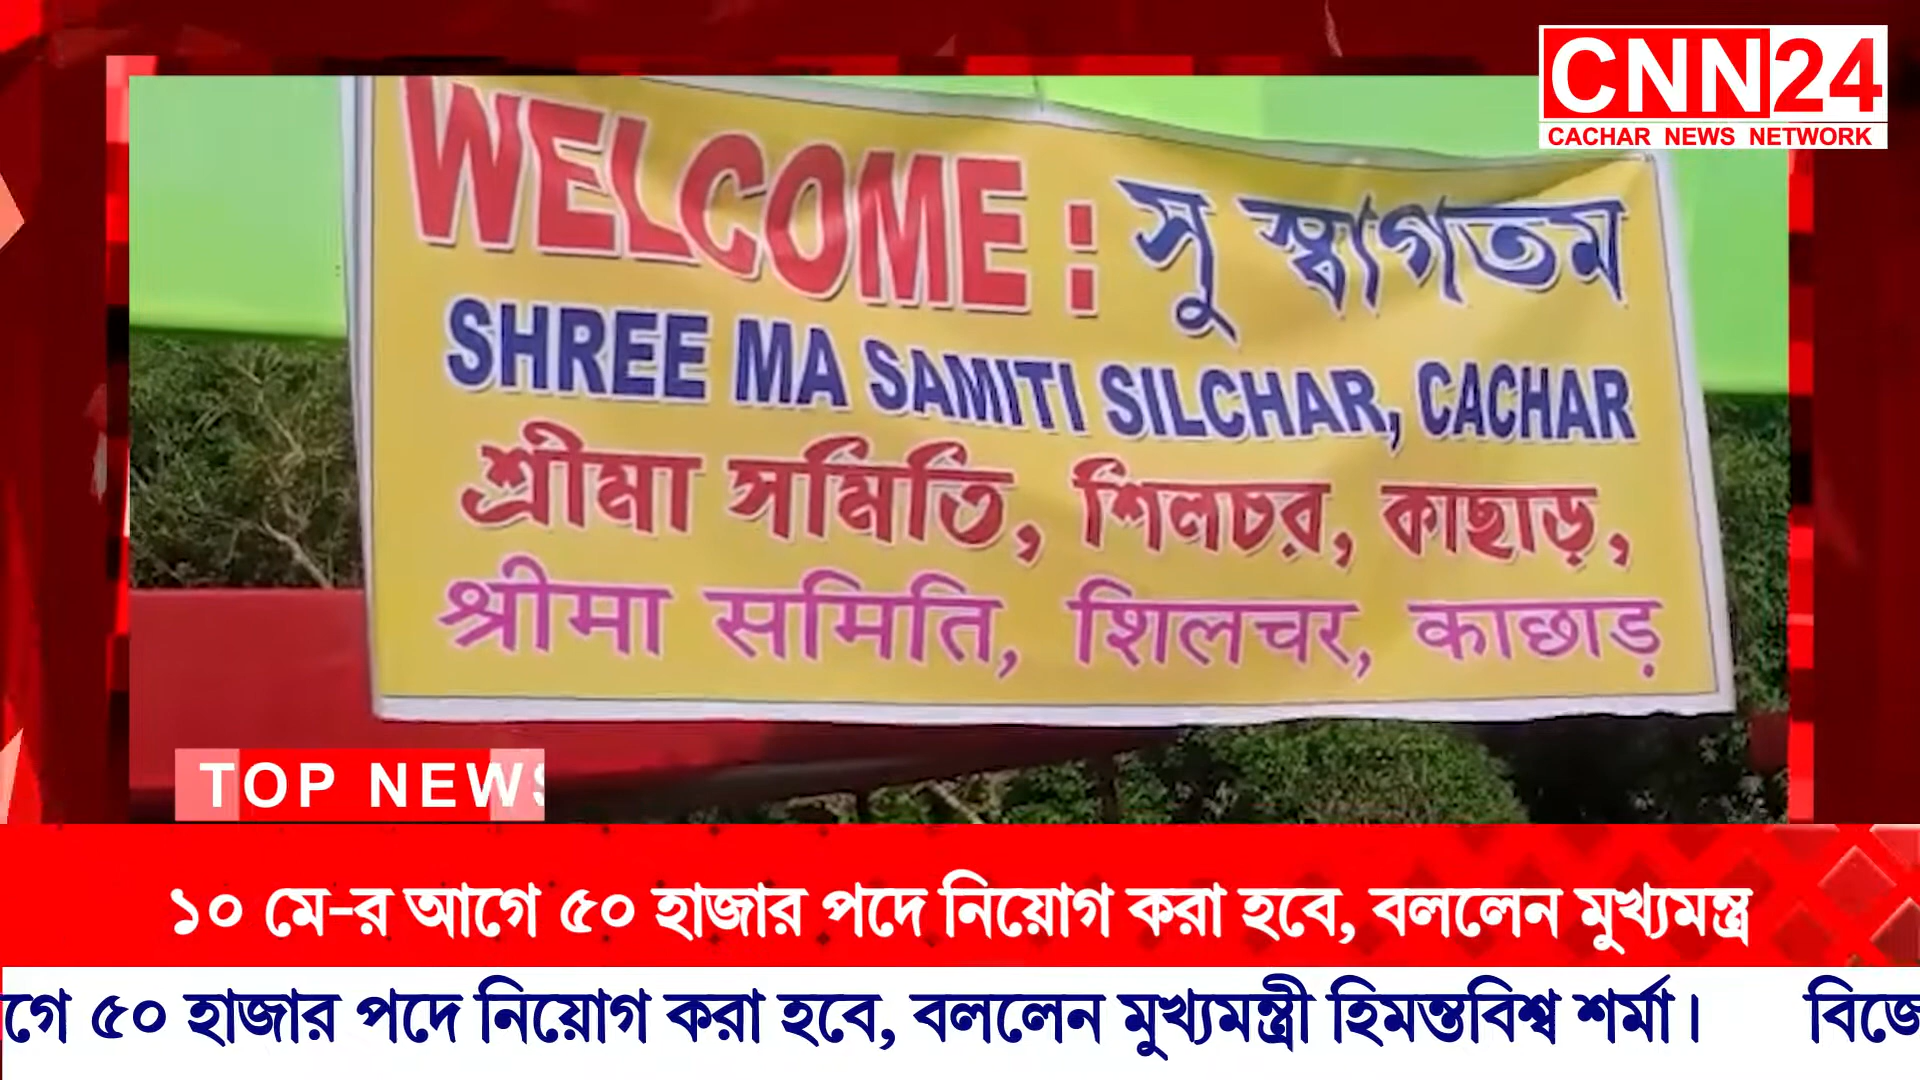 CNN24
CACHAR NEWS NETWORK
WELCOME : সু স্বাগতম
SHREE MA SAMITI SILCHAR, CACHAR
শ্রীমা সমিতি, শিলচর, কাছাড়,
श्रीमा समिति, शिलचर, काछाड़
TOP NEWS
১০ মে-র আগে ৫০ হাজার পদে নিয়োগ করা হবে, বললেন মুখ্যমন্ত্র
গে ৫০ হাজার পদে নিয়োগ করা হবে, বললেন মুখ্যমন্ত্রী হিমন্তবিশ্ব শর্মা। বিজে